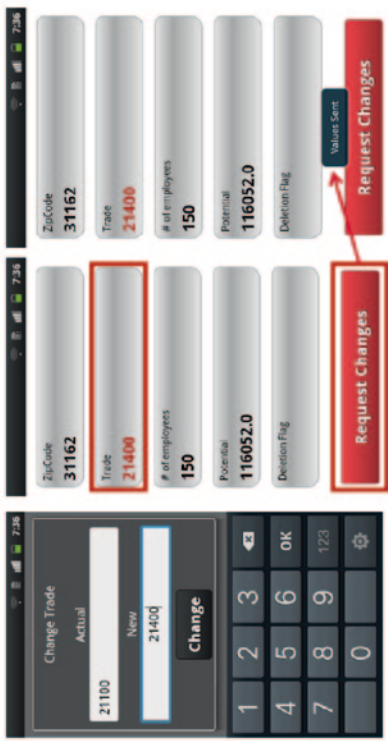 7:36
Change Trade
Actual
21100
New
21400
Change
1 2 3
4 5 6 OK
7 8 9 123
0
7:36
ZipCode
31162
Trade
21400
# of employees
150
Potential
116052.0
Deletion Flag
Request Changes
7:36
ZipCode
31162
Trade
21400
# of employees
150
Potential
116052.0
Deletion Flag
Values Sent
Request Changes